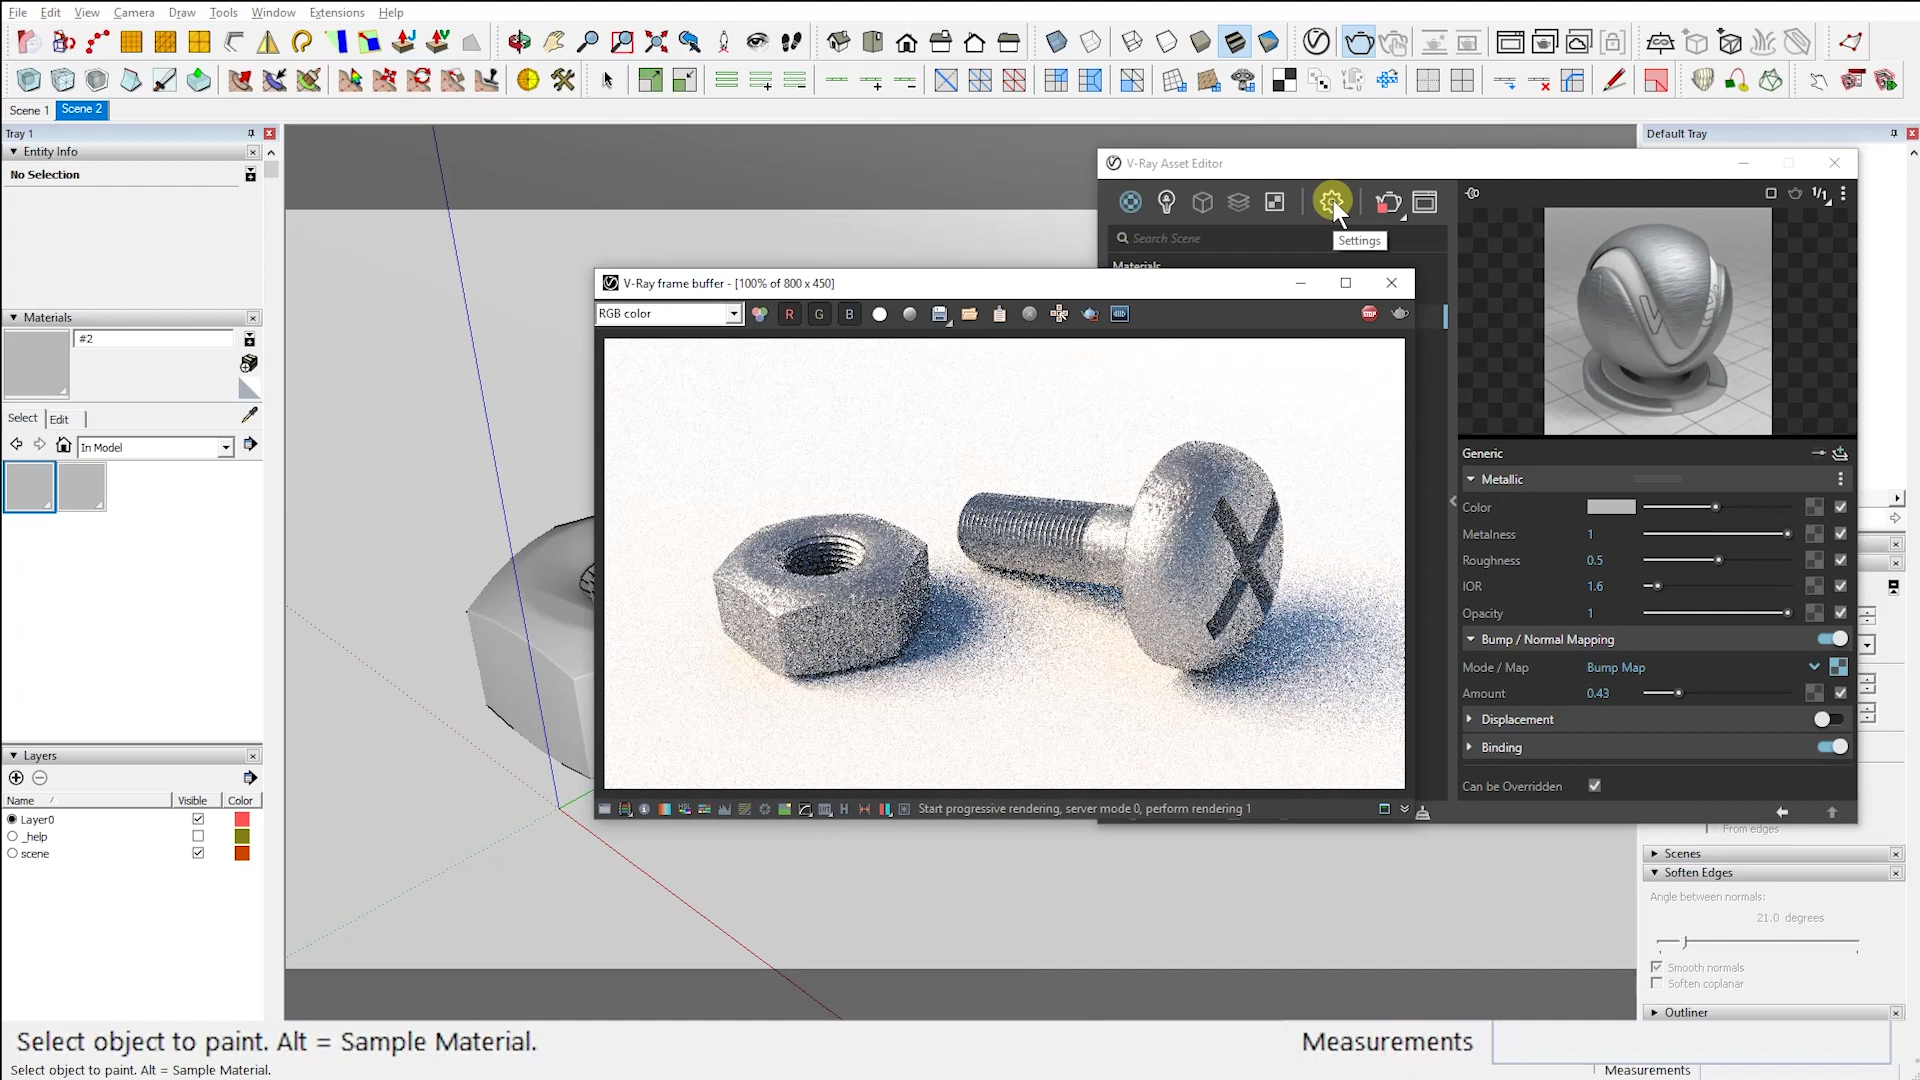 File Edit View Camera Draw Tools Window Extensions Help
Scene 1 Scene 2
Tray 1
Entity Info
No Selection
Materials
#2
Select Edit
In Model
Layers
Name Visible Color
Layer0
_help
scene
V-Ray frame buffer - [100% of 800 x 450]
RGB color
R G B
STOP
Start progressive rendering, server mode 0, perform rendering 1
V-Ray Asset Editor
Search Scene
Settings
Materials
1/1
Generic
Metallic
Color
Metalness 1
Roughness 0.5
IOR 1.6
Opacity 1
Bump / Normal Mapping
Mode / Map Bump Map
Amount 0.43
Displacement
Binding
Can be Overridden
Default Tray
From edges
Scenes
Soften Edges
Angle between normals:
21.0 degrees
Smooth normals
Soften coplanar
Outliner
Select object to paint. Alt = Sample Material.
Measurements
Select object to paint. Alt = Sample Material.
Measurements